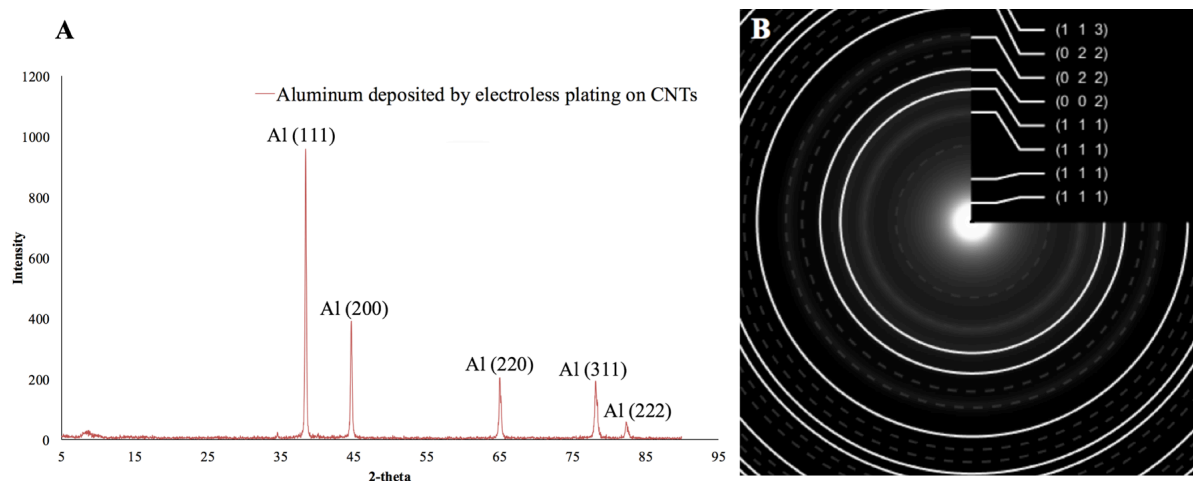 A
1200
1000
800
600
400
200
0
Intensity
Aluminum deposited by electroless plating on CNTs
Al (111)
Al (200)
Al (220)
Al (311)
Al (222)
5
15
25
35
45
55
65
75
85
95
2-theta
B
(1 1 3)
(0 2 2)
(0 2 2)
(0 0 2)
(1 1 1)
(1 1 1)
(1 1 1)
(1 1 1)